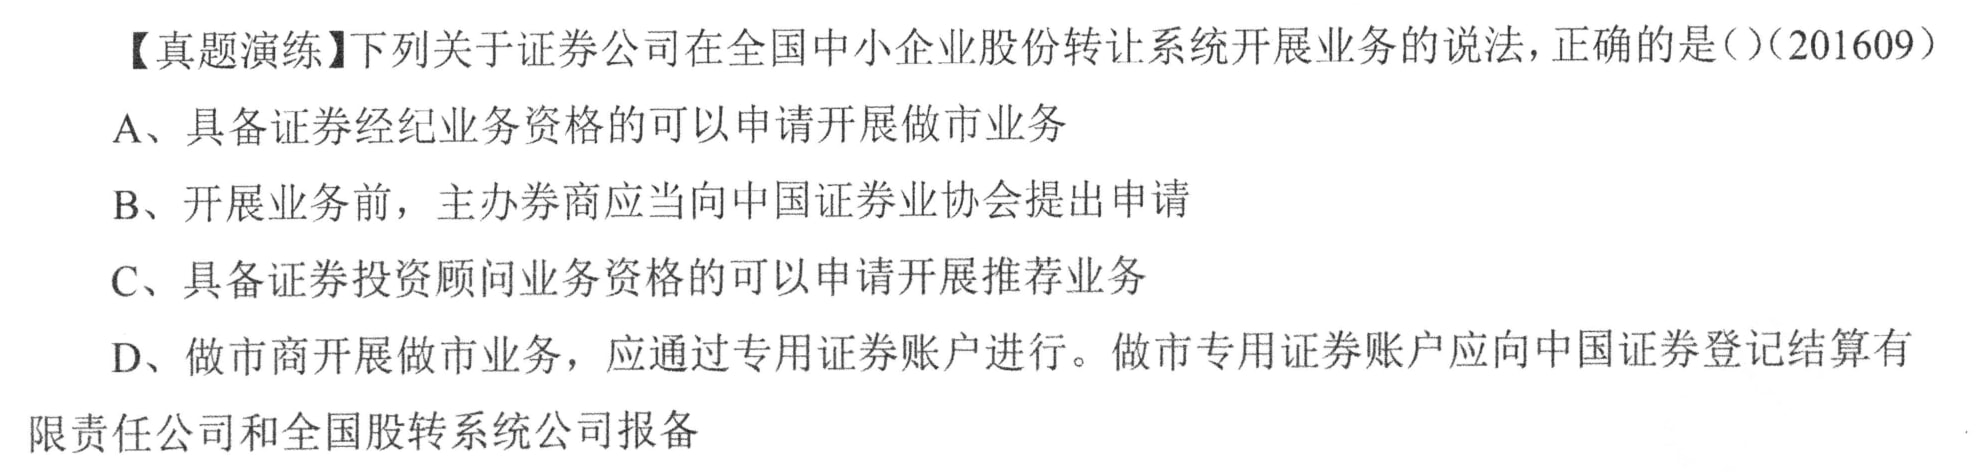 【真题演练】下列关于证券公司在全国中小企业股份转让系统开展业务的说法，正确的是（）（201609）
A、具备证券经纪业务资格的可以申请开展做市业务
B、开展业务前，主办券商应当向中国证券业协会提出申请
C、具备证券投资顾问业务资格的可以申请开展推荐业务
D、做市商开展做市业务，应通过专用证券账户进行。做市专用证券账户应向中国证券登记结算有
限责任公司和全国股转系统公司报备